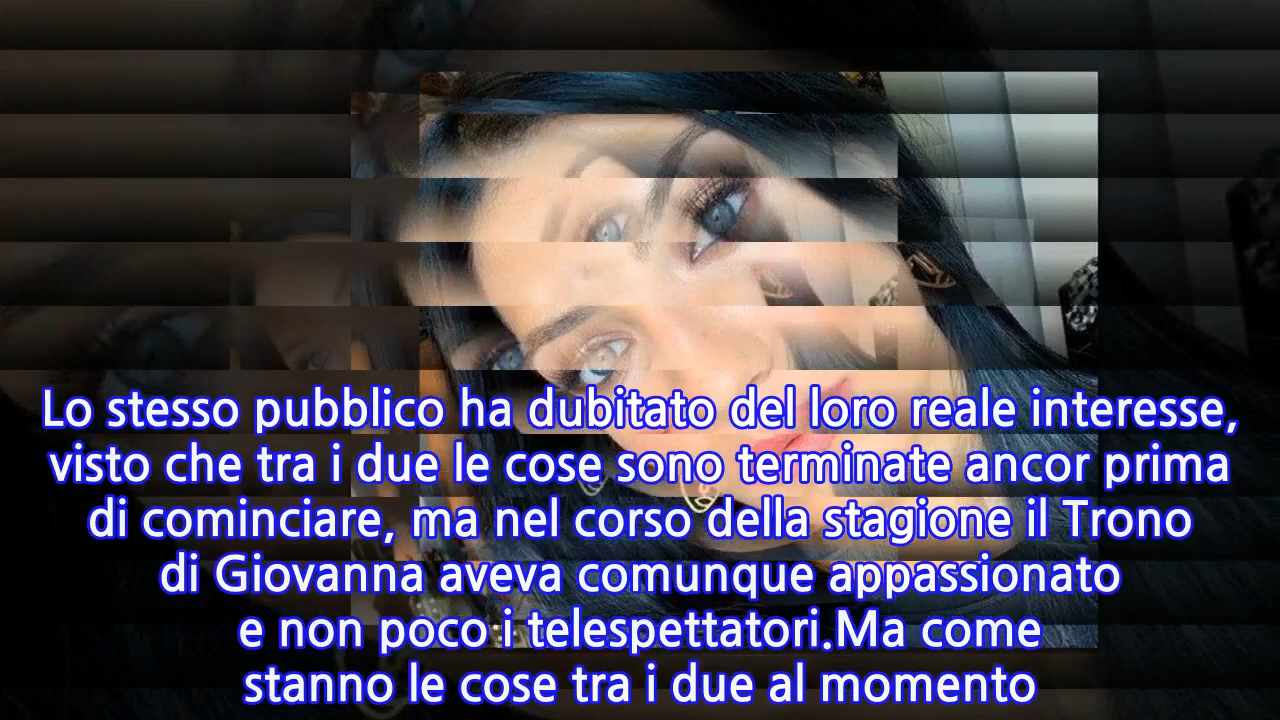 Lo stesso pubblico ha dubitato del loro reale interesse,
visto che tra i due le cose sono terminate ancor prima
di cominciare, ma nel corso della stagione il Trono
di Giovanna aveva comunque appassionato
e non poco i telespettatori.Ma come
stanno le cose tra i due al momento